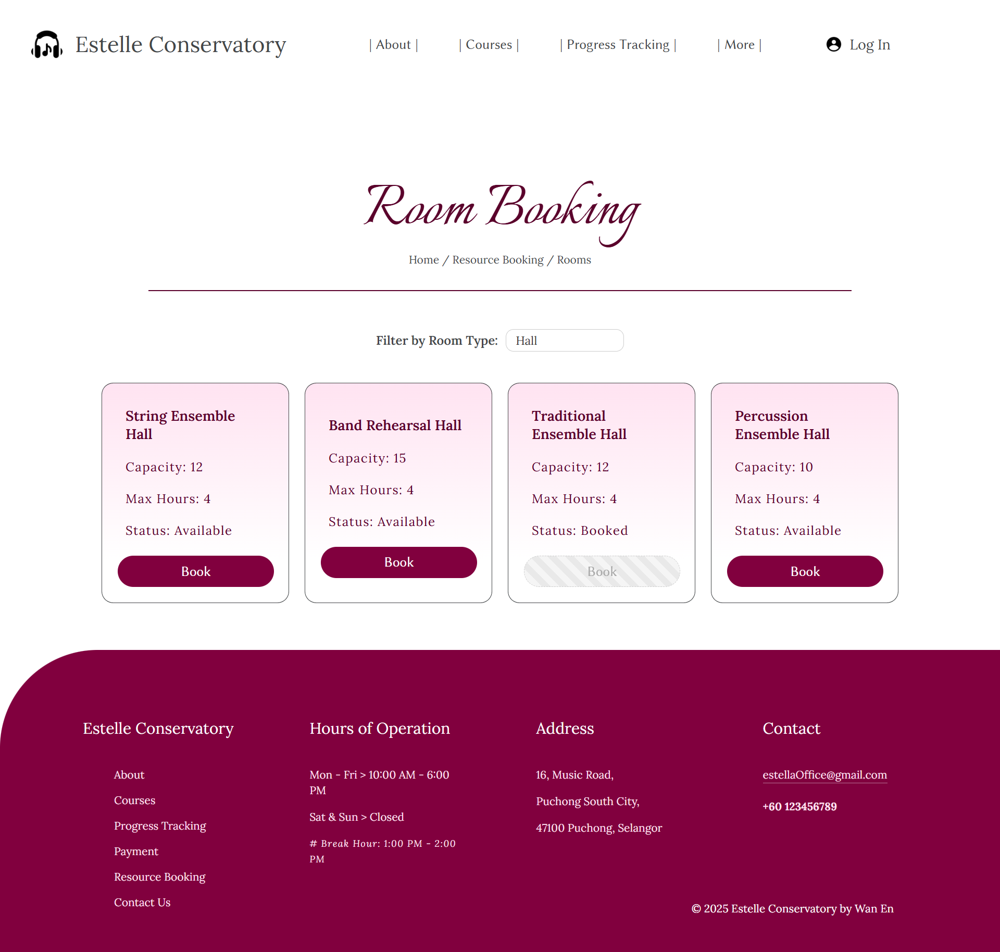 Estelle Conservatory
| About |
| Courses |
| Progress Tracking |
| More |
Log In
Room Booking
Home / Resource Booking / Rooms
Filter by Room Type:
Hall
String Ensemble
Hall
Capacity: 12
Max Hours: 4
Status: Available
Book
Band Rehearsal Hall
Capacity: 15
Max Hours: 4
Status: Available
Book
Traditional
Ensemble Hall
Capacity: 12
Max Hours: 4
Status: Booked
Book
Percussion
Ensemble Hall
Capacity: 10
Max Hours: 4
Status: Available
Book
Estelle Conservatory
About
Courses
Progress Tracking
Payment
Resource Booking
Contact Us
Hours of Operation
Mon - Fri > 10:00 AM - 6:00
PM
Sat & Sun > Closed
# Break Hour: 1:00 PM - 2:00
PM
Address
16, Music Road,
Puchong South City,
47100 Puchong, Selangor
Contact
estellaOffice@gmail.com
+60 123456789
© 2025 Estelle Conservatory by Wan En